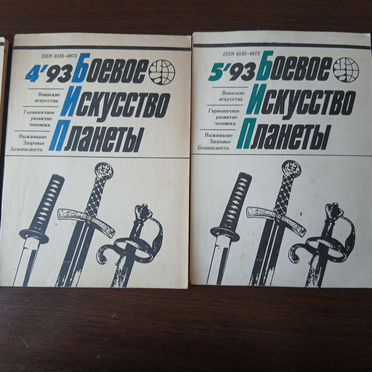 ISSN 0135-4973
4'93 Боевое
Искусство
Планеты
Воинские
искусства
Гармоничное
развитие
человека
Выживание
Здоровье
Безопасность
ISSN 0135-4973
5'93 Боевое
Искусство
Планеты
Воинские
искусства
Гармоничное
развитие
человека
Выживание
Здоровье
Безопасность